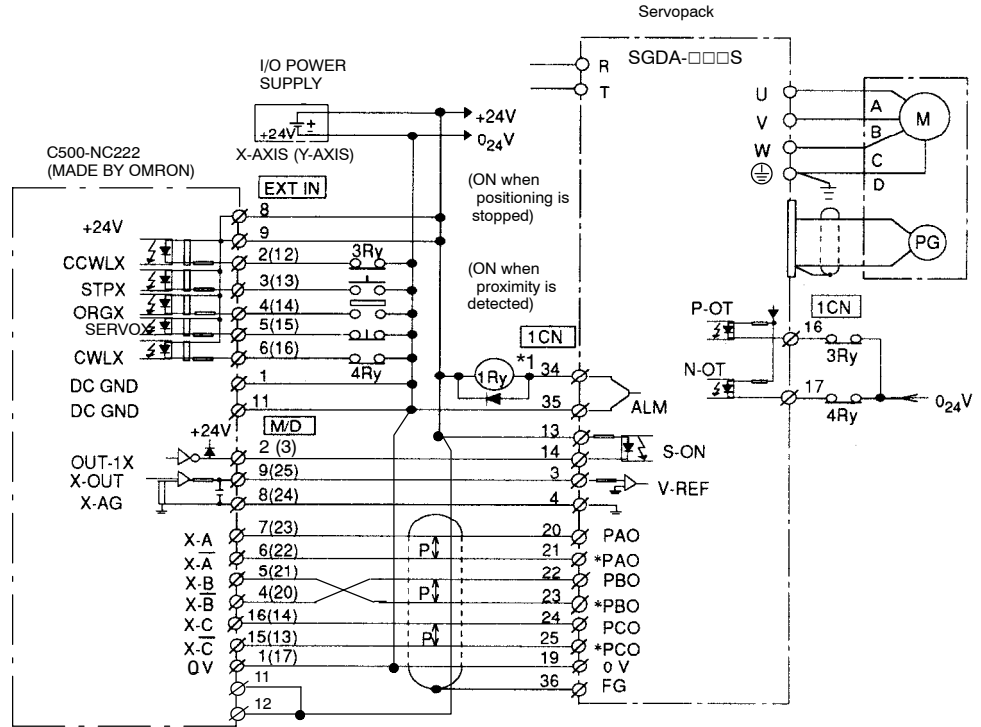 Servopack
SGDA-□□□S
I/O POWER
SUPPLY
+24V ±
X-AXIS (Y-AXIS)
+24V
0₂₄V
R
T
U
V
W
A
B
C
D
M
PG
C500-NC222
(MADE BY OMRON)
EXT IN
+24V
8
9
CCWLX
2(12)
3Ry
STPX
3(13)
ORGX
4(14)
SERVOX
5(15)
CWLX
6(16)
4Ry
DC GND
1
DC GND
11
(ON when
positioning is
stopped)
(ON when
proximity is
detected)
1CN
*1
1Ry
34
35
ALM
P-OT
1CN
16
3Ry
N-OT
17
4Ry
0₂₄V
M/D
+24V
OUT-1X
2 (3)
X-OUT
9(25)
X-AG
8(24)
13
14
S-ON
3
V-REF
4
X-A
7(23)
P
20
PAO
X-A̅
6(22)
21
*PAO
X-B
5(21)
P
22
PBO
X-B̅
4(20)
23
*PBO
X-C
16(14)
P
24
PCO
X-C̅
15(13)
25
*PCO
0V
1(17)
19
0 V
11
36
FG
12